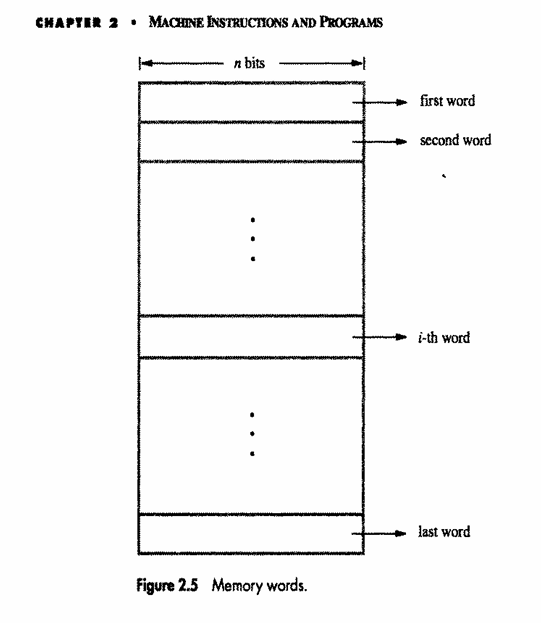 CHAPTER 2 • MACHINE INSTRUCTIONS AND PROGRAMS
n bits
first word
second word
i-th word
last word
Figure 2.5 Memory words.